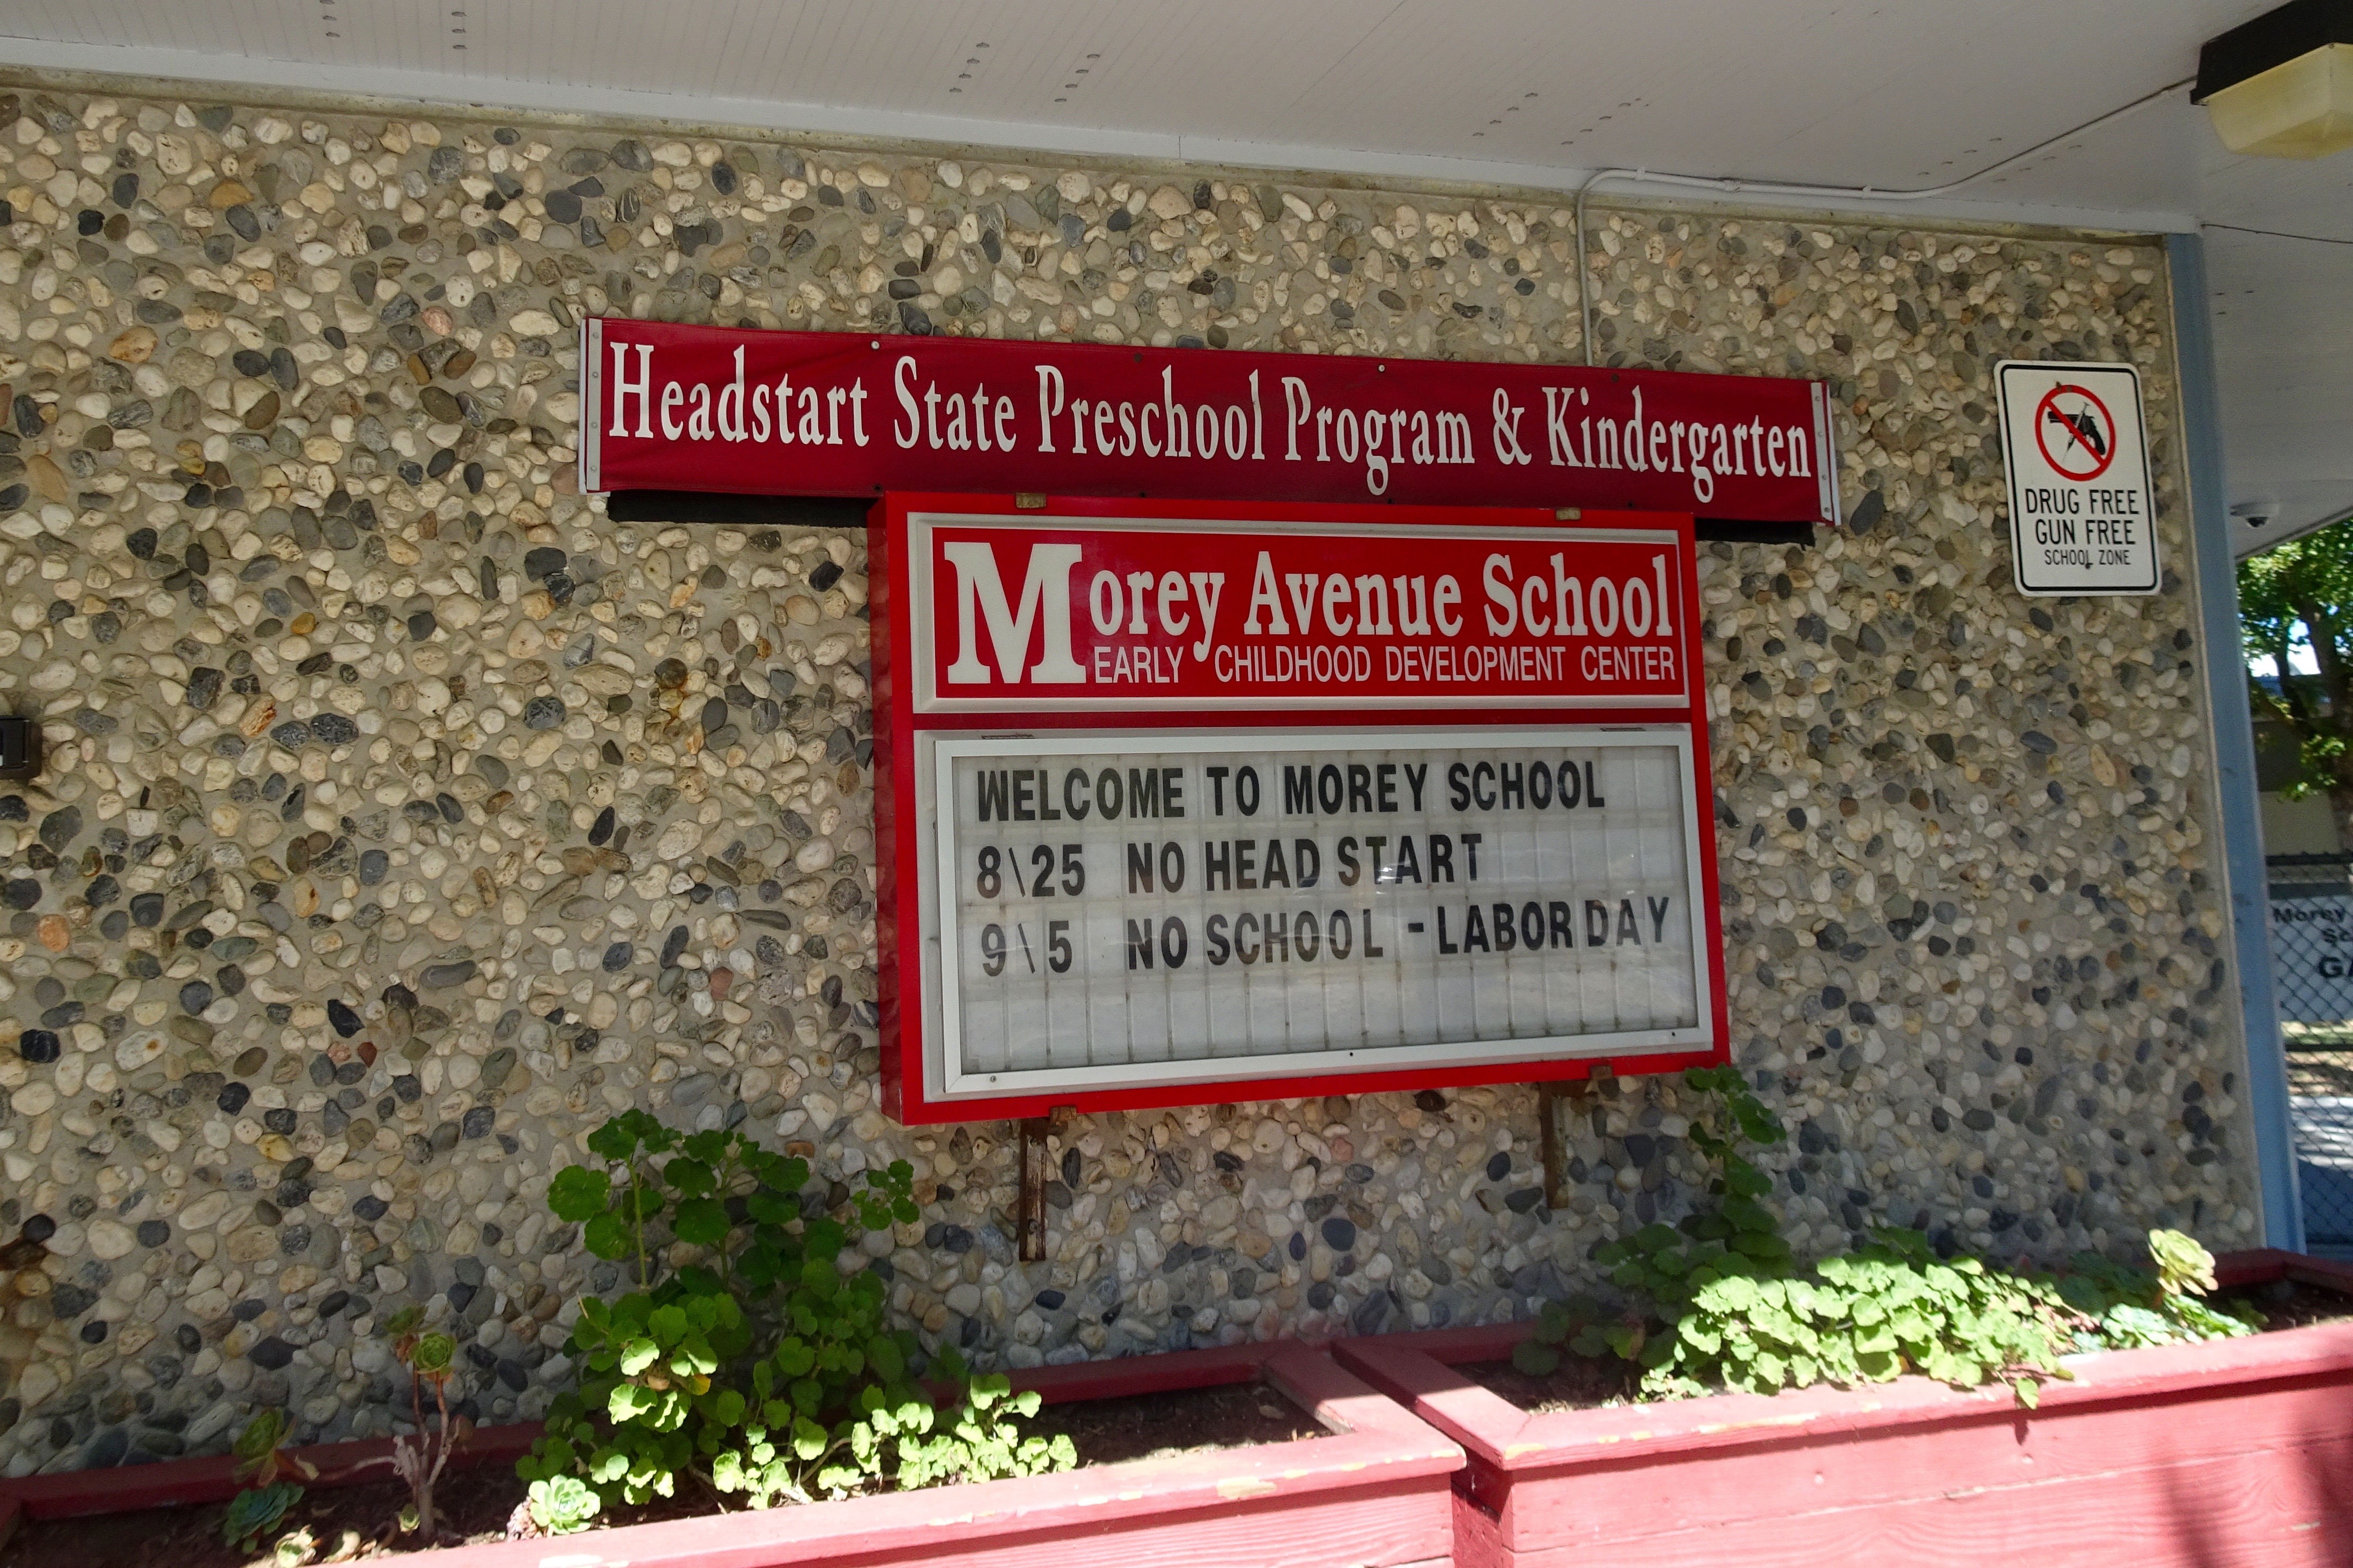 Headstart State Preschool Program & Kindergarten
Morey Avenue School
EARLY CHILDHOOD DEVELOPMENT CENTER
WELCOME TO MOREY SCHOOL
8\25 NO HEAD START
9\5 NO SCHOOL - LABOR DAY
DRUG FREE
GUN FREE
SCHOOL ZONE
Morey